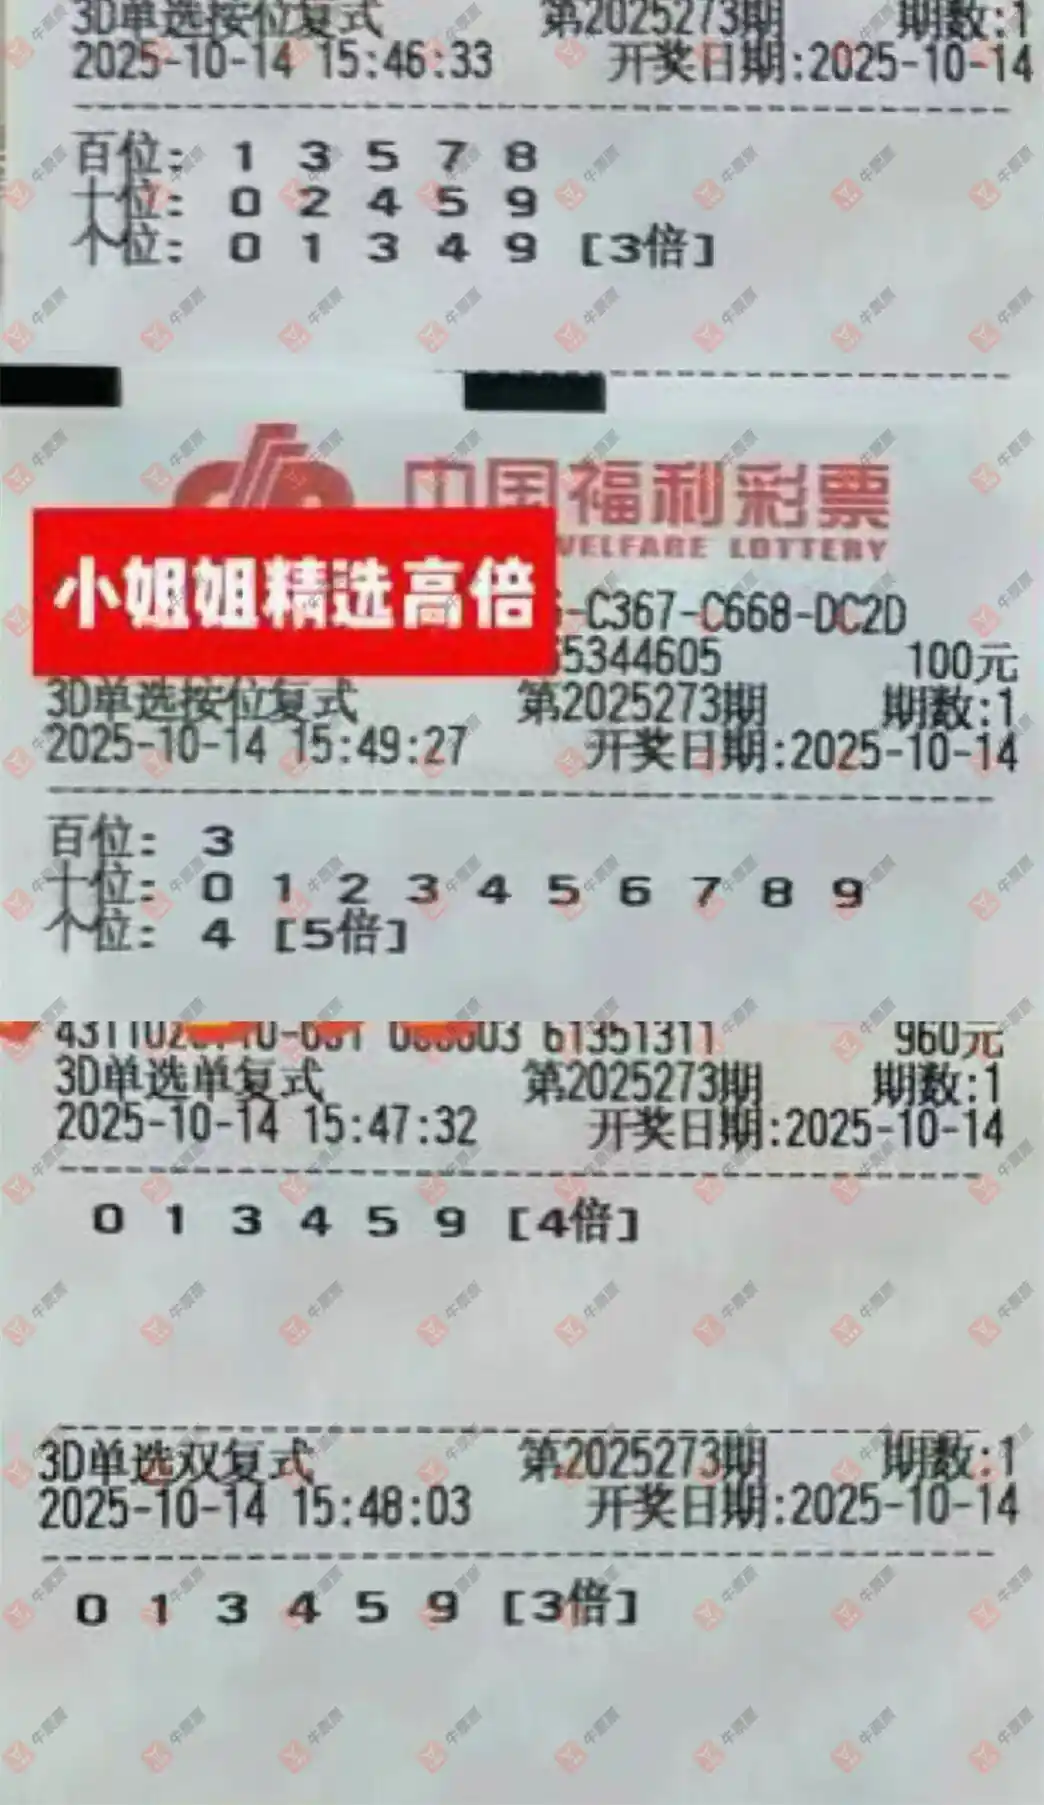 3D单选按位复式 第2025273期 期数:1
2025-10-14 15:46:33 开奖日期:2025-10-14
百位: 1 3 5 7 8
十位: 0 2 4 5 9
个位: 0 1 3 4 9 [3倍]
中国福利彩票
WELFARE LOTTERY
小姐姐精选高倍
-C367-C668-DC2D
5344605 100元
3D单选按位复式 第2025273期 期数:1
2025-10-14 15:49:27 开奖日期:2025-10-14
百位: 3
十位: 0 1 2 3 4 5 6 7 8 9
个位: 4 [5倍]
61351311 960元
3D单选单复式 第2025273期 期数:1
2025-10-14 15:47:32 开奖日期:2025-10-14
0 1 3 4 5 9 [4倍]
3D单选双复式 第2025273期 期数:1
2025-10-14 15:48:03 开奖日期:2025-10-14
0 1 3 4 5 9 [3倍]